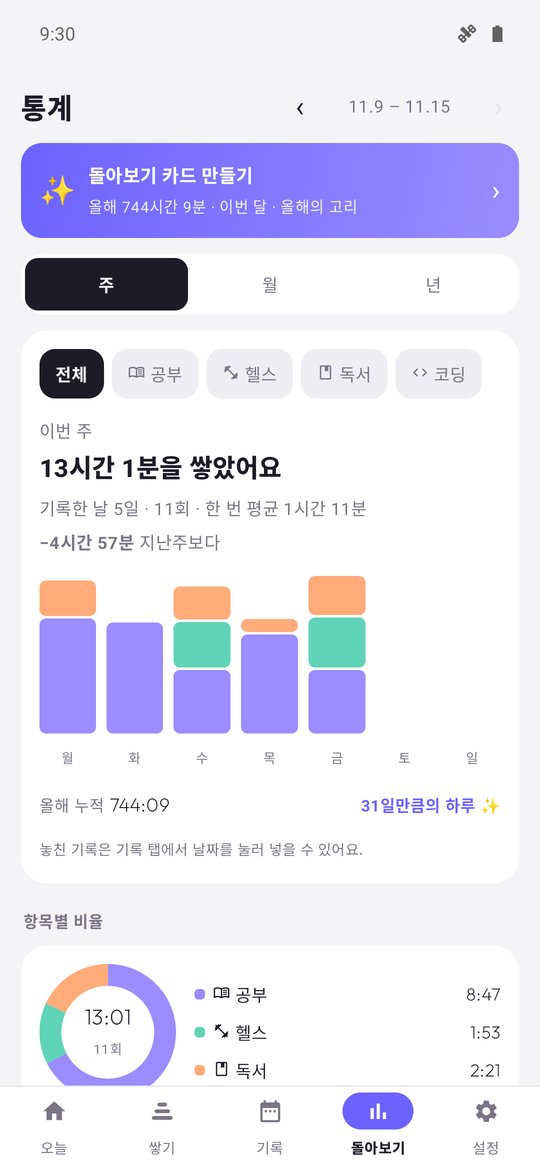 9:30
통계
‹ 11.9 – 11.15 ›
돌아보기 카드 만들기
올해 744시간 9분 · 이번 달 · 올해의 고리 ›
주 월 년
전체 공부 헬스 독서 코딩
이번 주
13시간 1분을 쌓았어요
기록한 날 5일 · 11회 · 한 번 평균 1시간 11분
−4시간 57분 지난주보다
월 화 수 목 금 토 일
올해 누적 744:09 31일만큼의 하루 ✨
놓친 기록은 기록 탭에서 날짜를 눌러 넣을 수 있어요.
항목별 비율
13:01
11회
공부 8:47
헬스 1:53
독서 2:21
오늘 쌓기 기록 돌아보기 설정